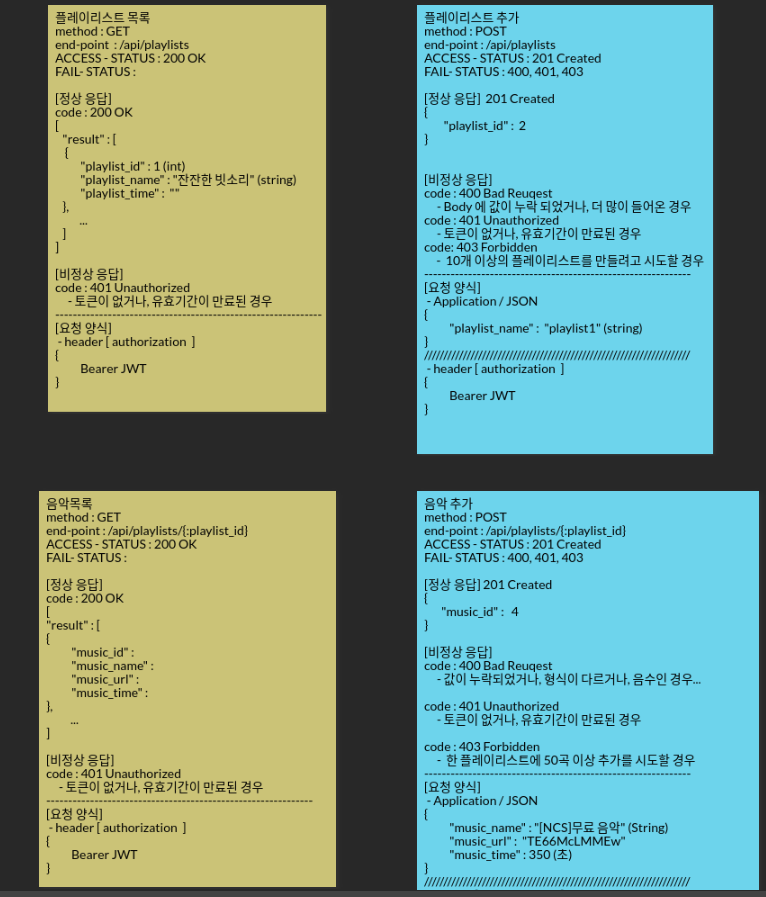 플레이리스트 목록
method : GET
end-point : /api/playlists
ACCESS - STATUS : 200 OK
FAIL- STATUS :
[정상 응답]
code : 200 OK
[
"result" : [
{
"playlist_id" : 1 (int)
"playlist_name" : "잔잔한 빗소리" (string)
"playlist_time" : ""
},
...
]
]
[비정상 응답]
code : 401 Unauthorized
- 토큰이 없거나, 유효기간이 만료된 경우
-------------------------------------------------------------
[요청 양식]
- header [ authorization ]
{
Bearer JWT
}
플레이리스트 추가
method : POST
end-point : /api/playlists
ACCESS - STATUS : 201 Created
FAIL- STATUS : 400, 401, 403
[정상 응답] 201 Created
{
"playlist_id" : 2
}
[비정상 응답]
code : 400 Bad Reuqest
- Body 에 값이 누락 되었거나, 더 많이 들어온 경우
code : 401 Unauthorized
- 토큰이 없거나, 유효기간이 만료된 경우
code: 403 Forbidden
- 10개 이상의 플레이리스트를 만들려고 시도할 경우
-------------------------------------------------------------
[요청 양식]
- Application / JSON
{
"playlist_name" : "playlist1" (string)
}
////////////////////////////////////////////////////////////////////
- header [ authorization ]
{
Bearer JWT
}
음악목록
method : GET
end-point : /api/playlists/{:playlist_id}
ACCESS - STATUS : 200 OK
FAIL- STATUS :
[정상 응답]
code : 200 OK
[
"result" : [
{
"music_id" :
"music_name" :
"music_url" :
"music_time" :
},
...
]
[비정상 응답]
code : 401 Unauthorized
- 토큰이 없거나, 유효기간이 만료된 경우
-------------------------------------------------------------
[요청 양식]
- header [ authorization ]
{
Bearer JWT
}
음악 추가
method : POST
end-point : /api/playlists/{:playlist_id}
ACCESS - STATUS : 201 Created
FAIL- STATUS : 400, 401, 403
[정상 응답] 201 Created
{
"music_id" : 4
}
[비정상 응답]
code : 400 Bad Reuqest
- 값이 누락되었거나, 형식이 다르거나, 음수인 경우...
code : 401 Unauthorized
- 토큰이 없거나, 유효기간이 만료된 경우
code : 403 Forbidden
- 한 플레이리스트에 50곡 이상 추가를 시도할 경우
-------------------------------------------------------------
[요청 양식]
- Application / JSON
{
"music_name" : "[NCS]무료 음악" (String)
"music_url" : "TE66McLMMEw"
"music_time" : 350 (초)
}
////////////////////////////////////////////////////////////////////